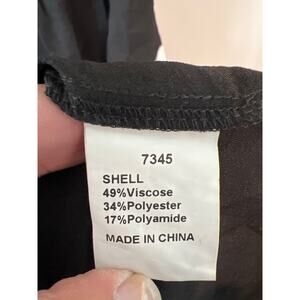 7345
SHELL
49%Viscose
34%Polyester
17%Polyamide
MADE IN CHINA